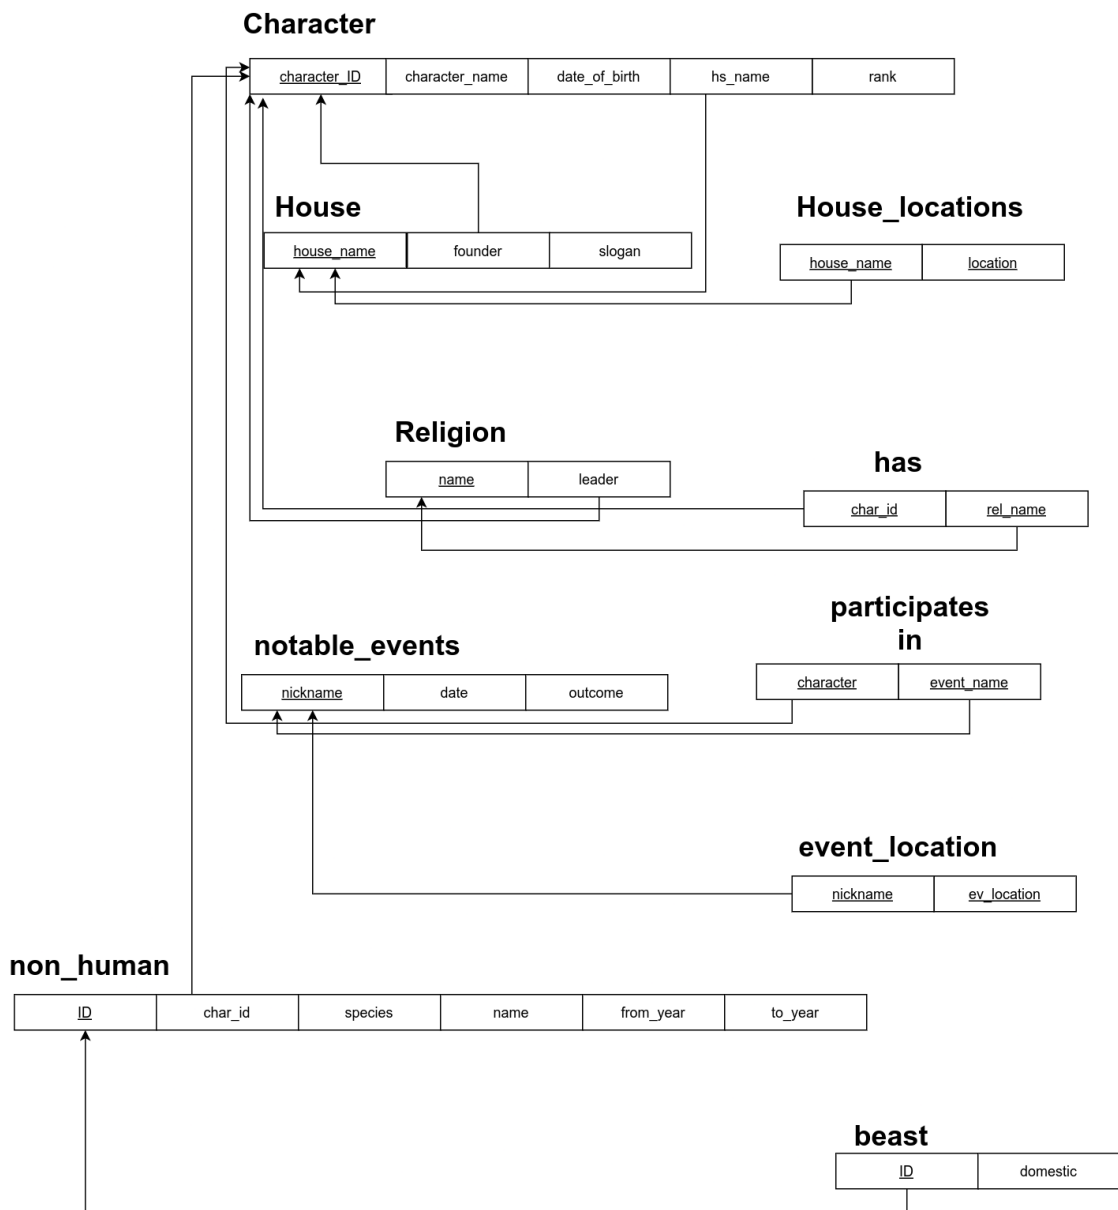 Character
character_ID character_name date_of_birth hs_name rank
House
house_name founder slogan
House_locations
house_name location
Religion
name leader
has
char_id rel_name
participates
in
character event_name
notable_events
nickname date outcome
event_location
nickname ev_location
non_human
ID char_id species name from_year to_year
beast
ID domestic